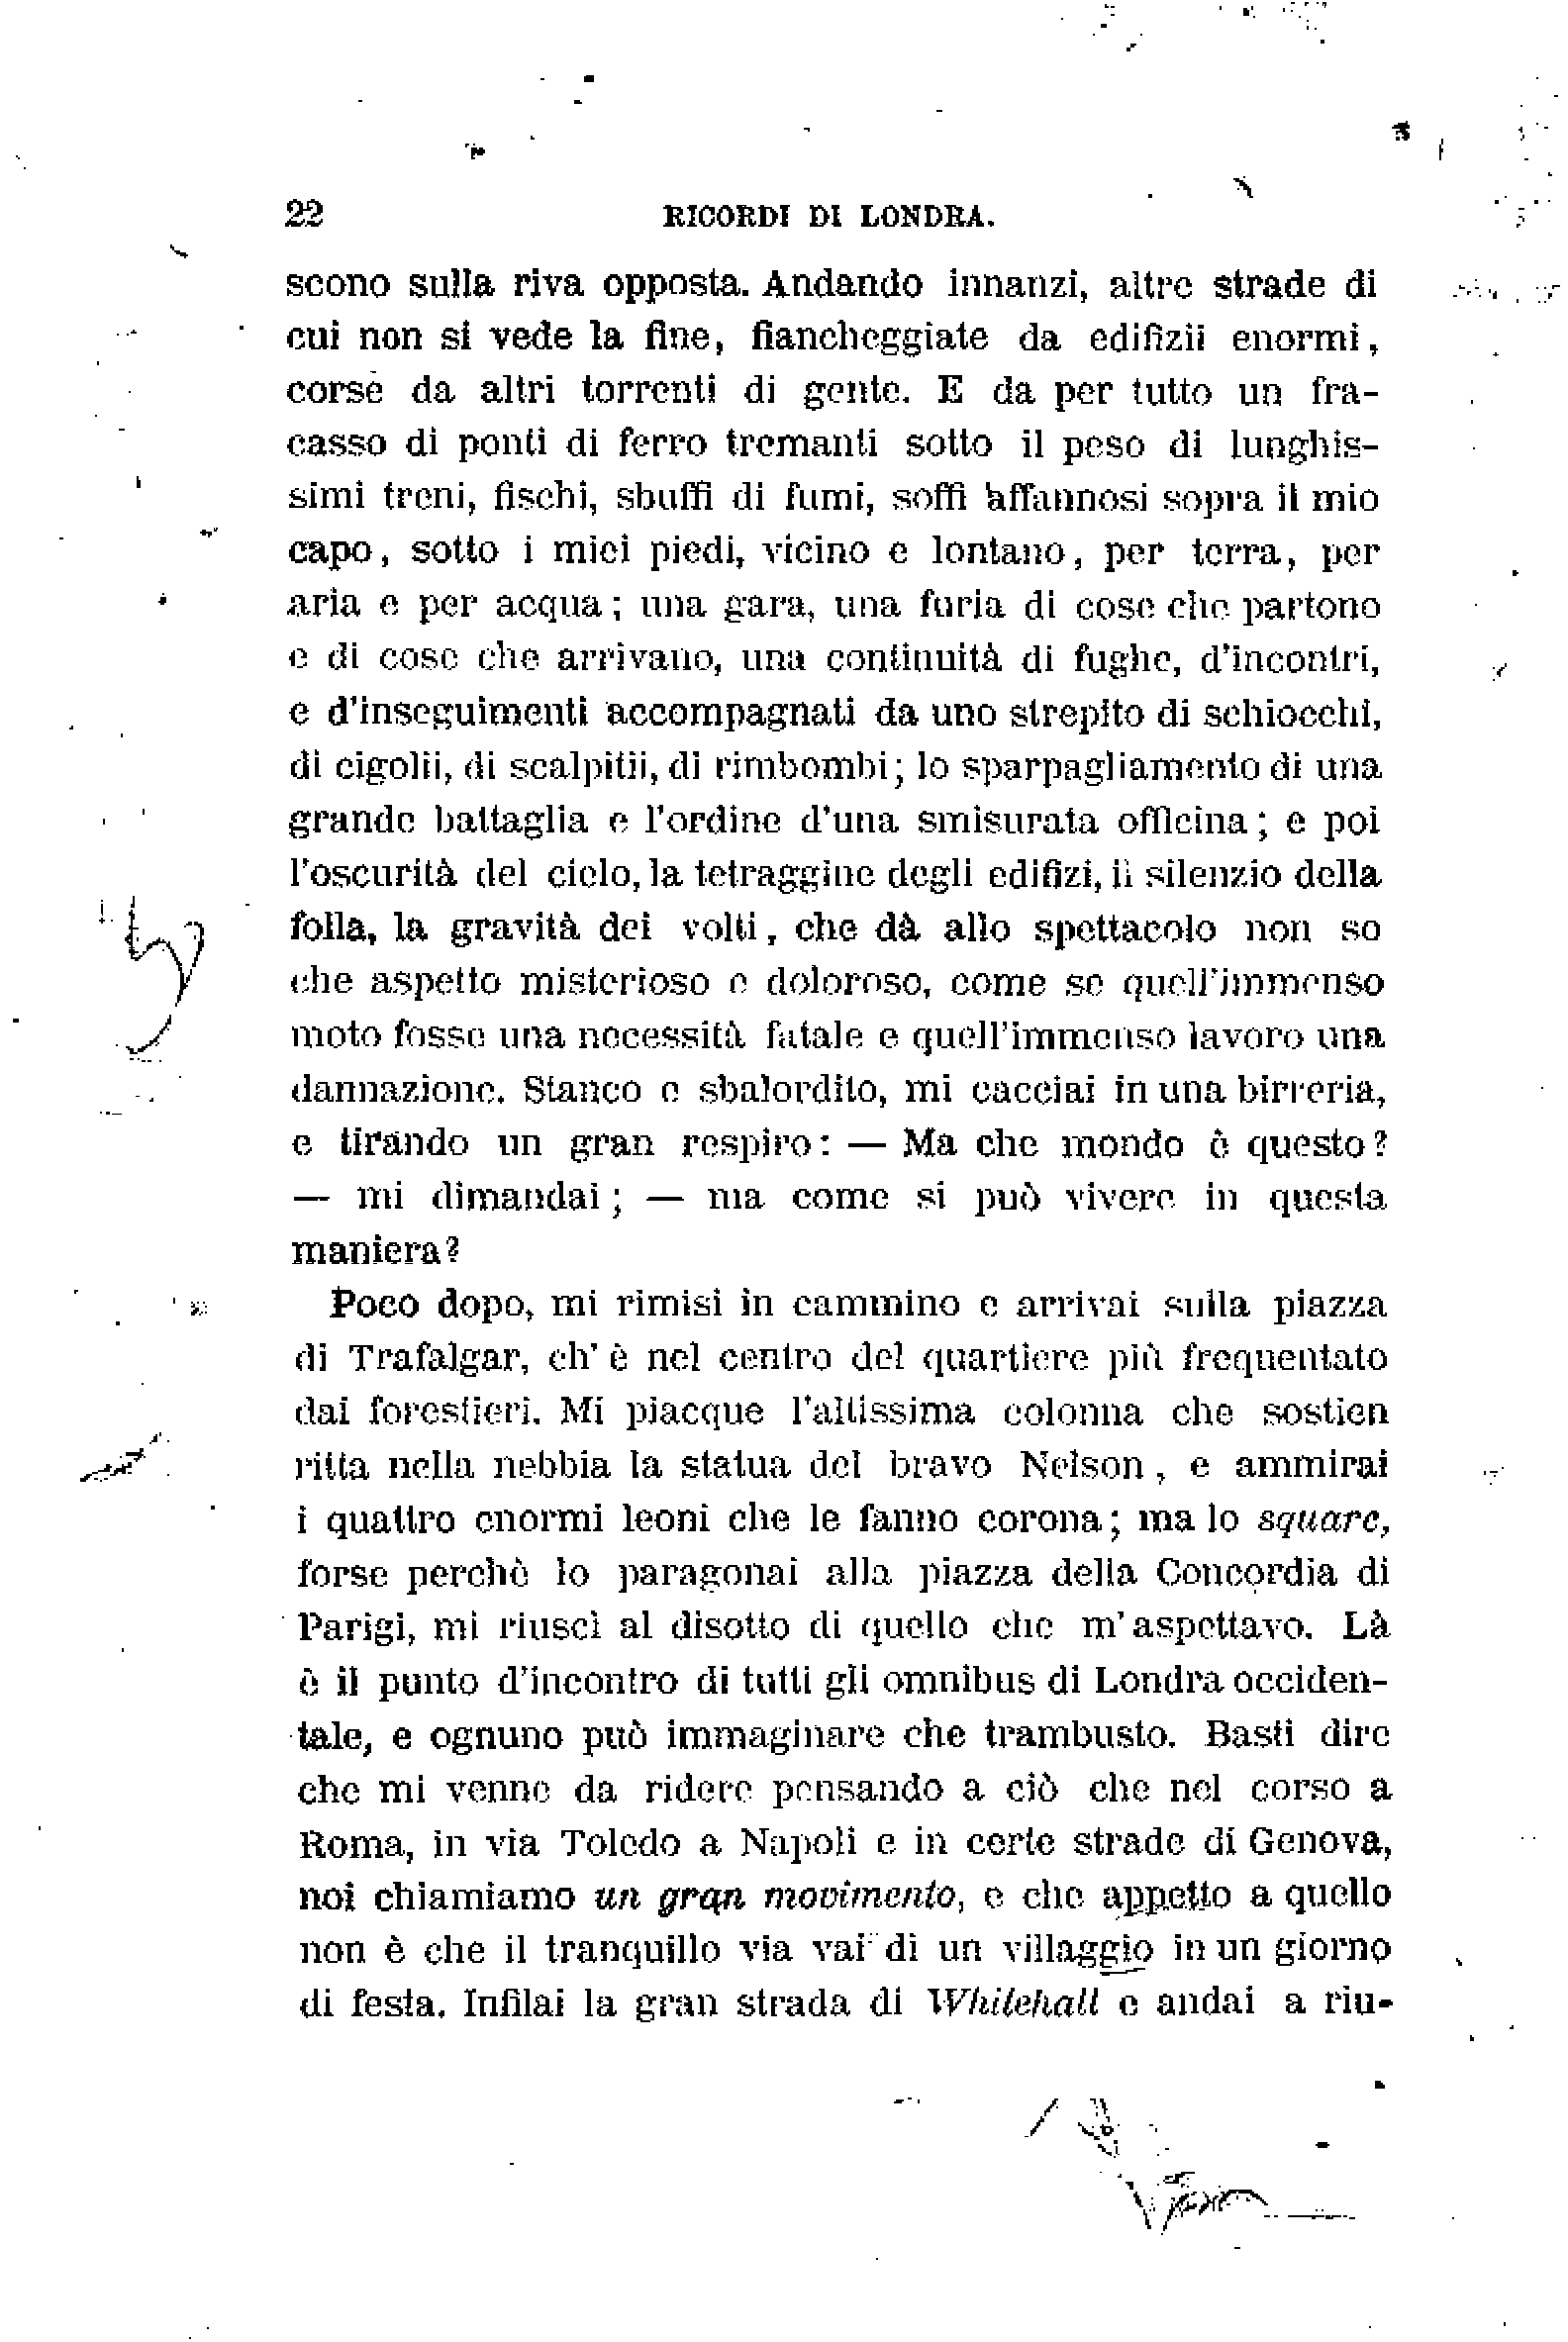 22 RICORDI DI LONDRA.
scono sulla riva opposta. Andando innanzi, altre strade di
cui non si vede la fine, fiancheggiate da edifizii enormi,
corse da altri torrenti di gente. E da per tutto un fra-
casso di ponti di ferro tremanti sotto il peso di lunghis-
simi treni, fischi, sbuffi di fumi, soffi affannosi sopra il mio
capo, sotto i miei piedi, vicino e lontano, per terra, per
aria e per acqua; una gara, una furia di cose che partono
e di cose che arrivano, una continuità di fughe, d'incontri,
e d'inseguimenti accompagnati da uno strepito di schiocchi,
di cigolii, di scalpitii, di rimbombi; lo sparpagliamento di una
grande battaglia e l'ordine d'una smisurata officina; e poi
l'oscurità del cielo, la tetraggine degli edifizi, il silenzio della
folla, la gravità dei volti, che dà allo spettacolo non so
che aspetto misterioso e doloroso, come se quell'immenso
moto fosse una necessità fatale e quell'immenso lavoro una
dannazione. Stanco e sbalordito, mi cacciai in una birreria,
e tirando un gran respiro: — Ma che mondo è questo?
— mi dimandai; — ma come si può vivere in questa
maniera?
Poco dopo, mi rimisi in cammino e arrivai sulla piazza
di Trafalgar, ch' è nel centro del quartiere più frequentato
dai forestieri. Mi piacque l'altissima colonna che sostien
ritta nella nebbia la statua del bravo Nelson, e ammirai
i quattro enormi leoni che le fanno corona; ma lo square,
forse perchè lo paragonai alla piazza della Concordia di
Parigi, mi riuscì al disotto di quello che m' aspettavo. Là
è il punto d'incontro di tutti gli omnibus di Londra occiden-
tale, e ognuno può immaginare che trambusto. Basti dire
che mi venne da ridere pensando a ciò che nel corso a
Roma, in via Toledo a Napoli e in certe strade di Genova,
noi chiamiamo un gran movimento, e che appetto a quello
non è che il tranquillo via vai di un villaggio in un giorno
di festa. Infilai la gran strada di Whitehall e andai a riu-